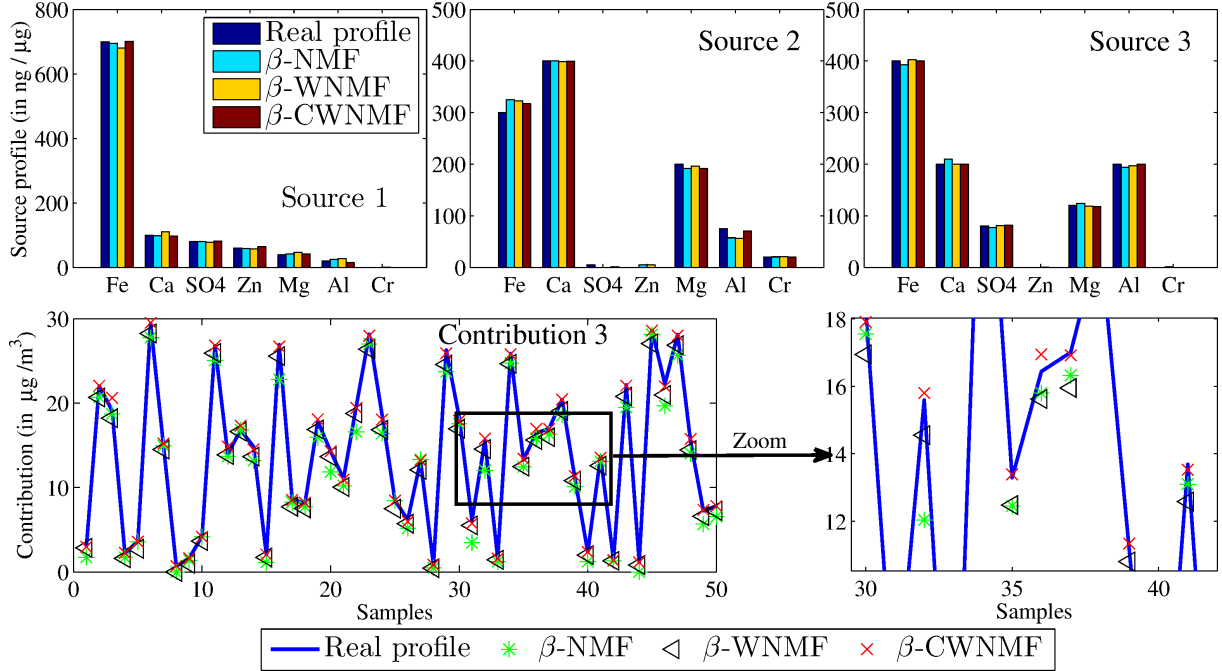 Source profile (in ng / µg)
800
600
400
200
0
Real profile
β-NMF
β-WNMF
β-CWNMF
Source 1
Fe Ca SO4 Zn Mg Al Cr
500
400
300
200
100
0
Source 2
Fe Ca SO4 Zn Mg Al Cr
500
400
300
200
100
0
Source 3
Fe Ca SO4 Zn Mg Al Cr
Contribution (in µg /m³)
30
20
10
0
Contribution 3
0 10 20 30 40 50
Samples
Zoom
18
16
14
12
30 35 40
Samples
Real profile β-NMF β-WNMF β-CWNMF